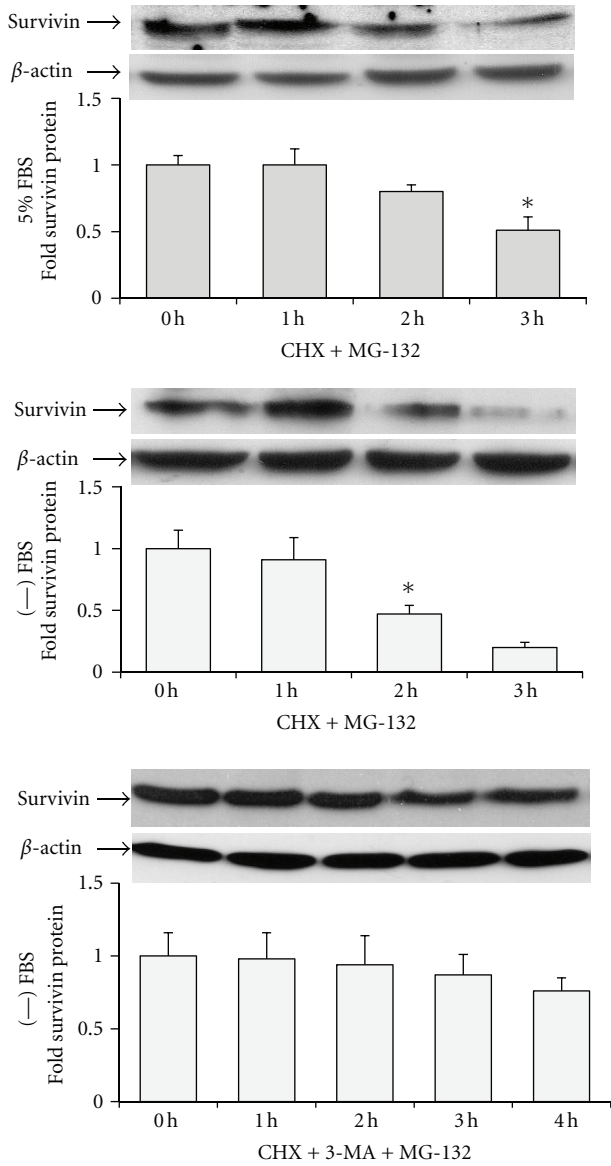 Survivin
β-actin
1.5
1
0.5
0
5% FBS
Fold survivin protein
*
0 h
1 h
2 h
3 h
CHX + MG-132
Survivin
β-actin
1.5
1
0.5
0
(—) FBS
Fold survivin protein
*
0 h
1 h
2 h
3 h
CHX + MG-132
Survivin
β-actin
1.5
1
0.5
0
(—) FBS
Fold survivin protein
0 h
1 h
2 h
3 h
4 h
CHX + 3-MA + MG-132